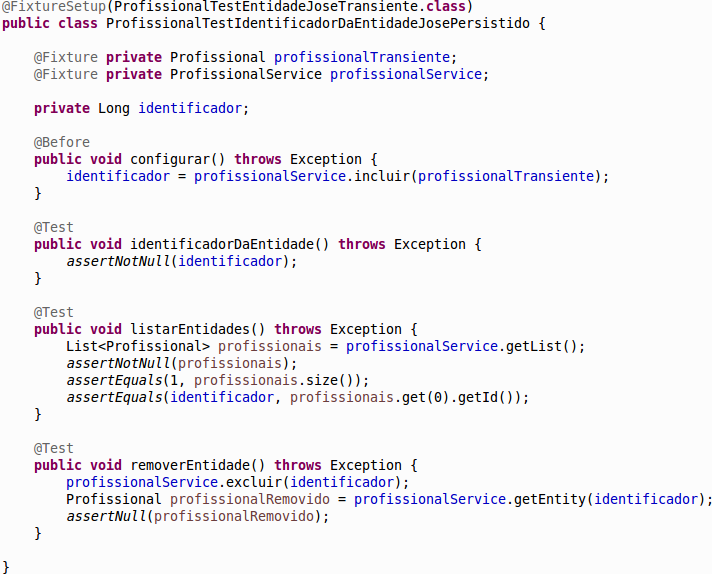 @FixtureSetup(ProfissionalTestEntidadeJoseTransiente.class)
public class ProfissionalTestIdentificadorDaEntidadeJosePersistido {
@Fixture private Profissional profissionalTransiente;
@Fixture private ProfissionalService profissionalService;
private Long identificador;
@Before
public void configurar() throws Exception {
identificador = profissionalService.incluir(profissionalTransiente);
}
@Test
public void identificadorDaEntidade() throws Exception {
assertNotNull(identificador);
}
@Test
public void listarEntidades() throws Exception {
List<Profissional> profissionais = profissionalService.getList();
assertNotNull(profissionais);
assertEquals(1, profissionais.size());
assertEquals(identificador, profissionais.get(0).getId());
}
@Test
public void removerEntidade() throws Exception {
profissionalService.excluir(identificador);
Profissional profissionalRemovido = profissionalService.getEntity(identificador);
assertNull(profissionalRemovido);
}
}